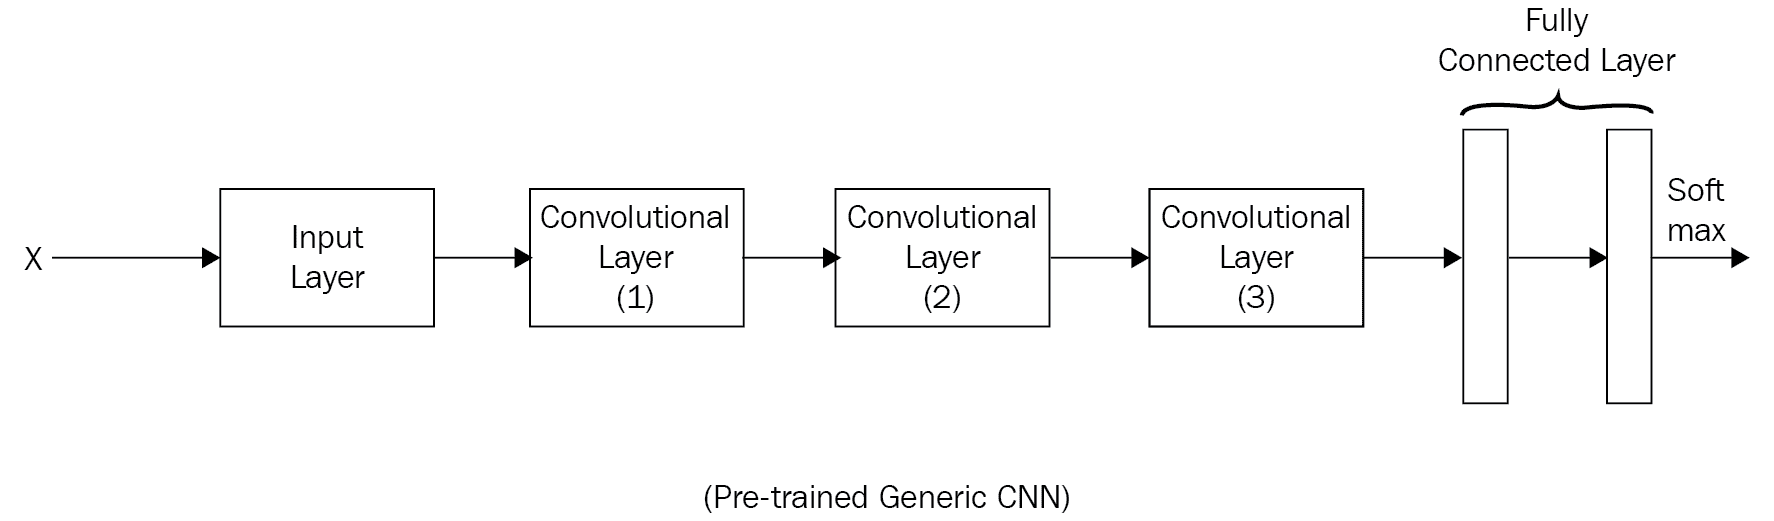 Fully
Connected Layer
X
Input
Layer
Convolutional
Layer
(1)
Convolutional
Layer
(2)
Convolutional
Layer
(3)
Soft
max
(Pre-trained Generic CNN)